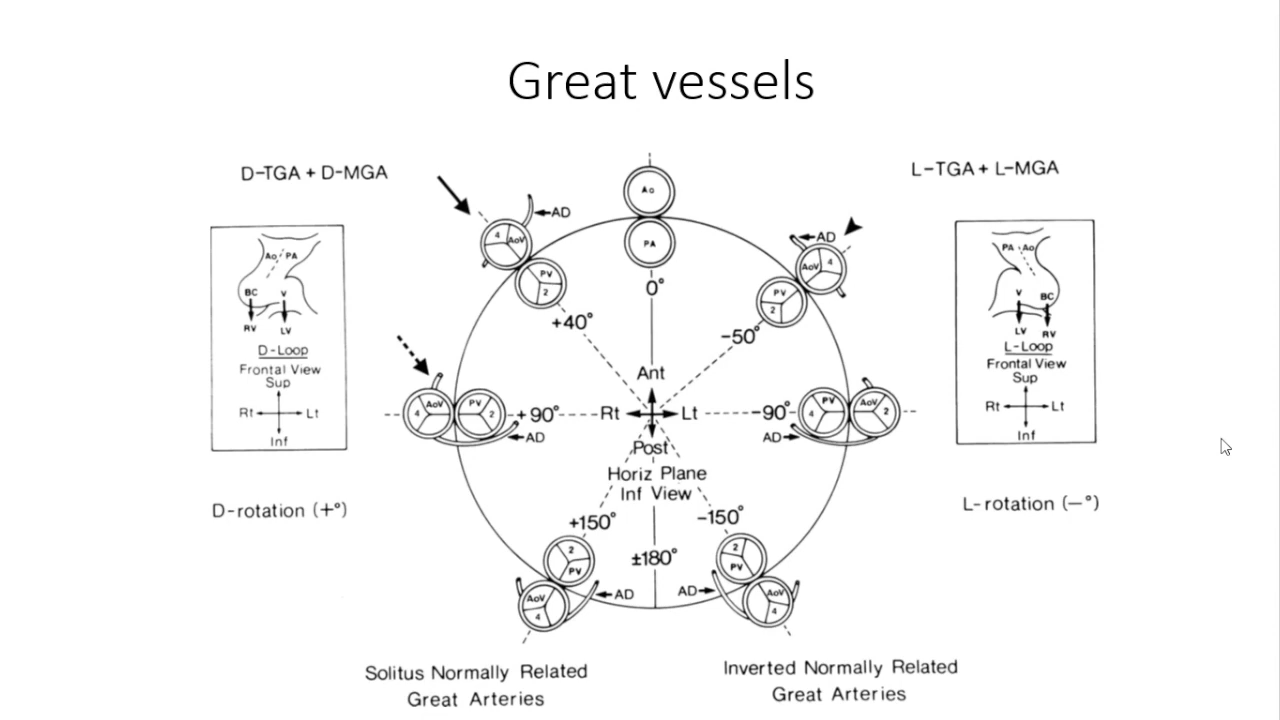 Great vessels
D-TGA + D-MGA
L-TGA + L-MGA
Ao
PA
0°
4
AoV
AD
PV
2
+40°
AD
AoV
4
PV
2
-50°
Ao PA
BC
V
RV
LV
D-Loop
Frontal View
Sup
Rt Lt
Inf
PA Ao
V
BC
LV
RV
L-Loop
Frontal View
Sup
Rt Lt
Inf
4
AoV
PV
2
+90°
AD
Ant
Rt Lt
Post
Horiz Plane
Inf View
-90°
AD
4
PV
AoV
2
D-rotation (+°)
L-rotation (-°)
+150°
-150°
±180°
2
PV
AoV
4
AD
2
PV
AoV
4
AD
Solitus Normally Related
Great Arteries
Inverted Normally Related
Great Arteries